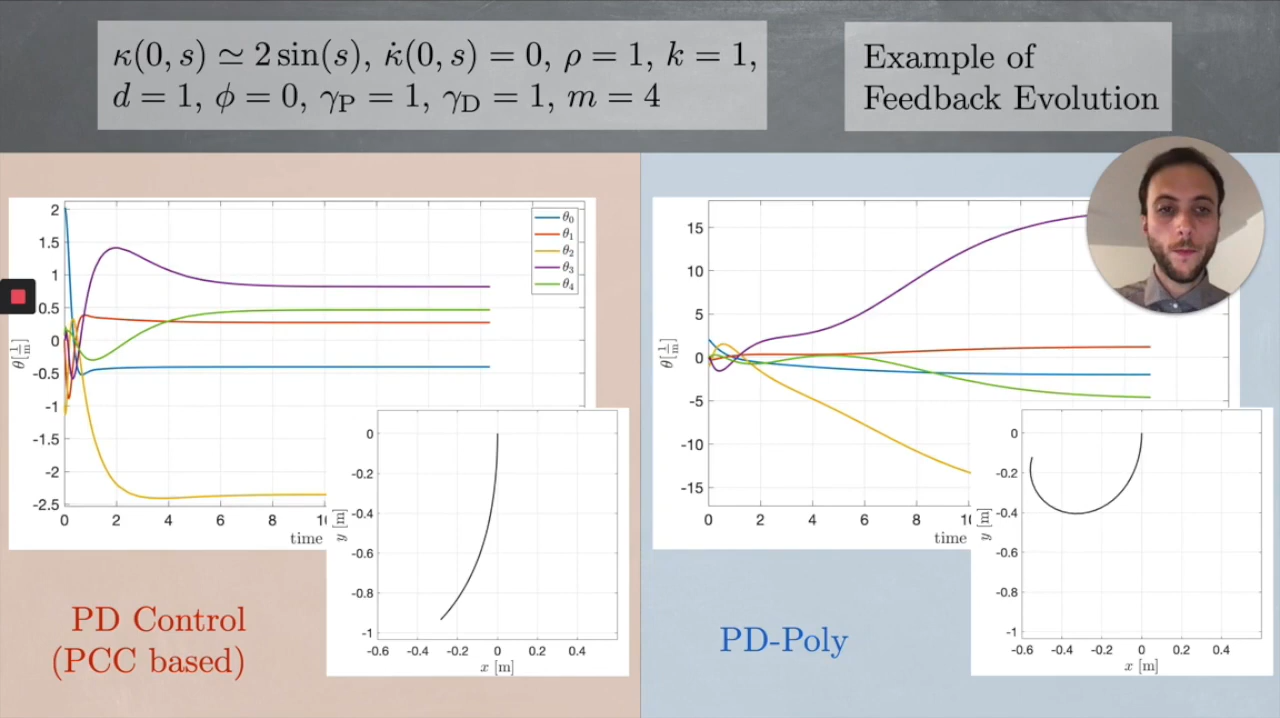 κ(0, s) ≃ 2 sin(s), κ̇(0, s) = 0, ρ = 1, k = 1,
d = 1, ϕ = 0, γP = 1, γD = 1, m = 4
Example of
Feedback Evolution
2
1.5
1
0.5
0
-0.5
-1
-1.5
-2
-2.5
θ[1/m]
0 2 4 6 8 10
time
θ0
θ1
θ2
θ3
θ4
0
-0.2
-0.4
-0.6
-0.8
-1
y [m]
-0.6 -0.4 -0.2 0 0.2 0.4
x [m]
PD Control
(PCC based)
15
10
5
0
-5
-10
-15
θ[1/m]
0 2 4 6 8 10
time
0
-0.2
-0.4
-0.6
-0.8
-1
y [m]
-0.6 -0.4 -0.2 0 0.2 0.4
x [m]
PD-Poly